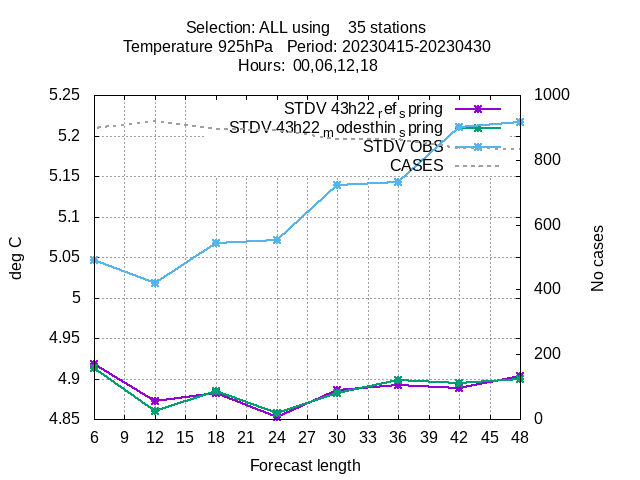 Selection: ALL using    35 stations
Temperature 925hPa   Period: 20230415-20230430
Hours:  00,06,12,18
5.25
5.2
5.15
5.1
5.05
5
4.95
4.9
4.85
deg C
1000
800
600
400
200
0
No cases
STDV 43h22_ref_spring
STDV 43h22_modesthin_spring
STDV OBS
CASES
6 9 12 15 18 21 24 27 30 33 36 39 42 45 48
Forecast length